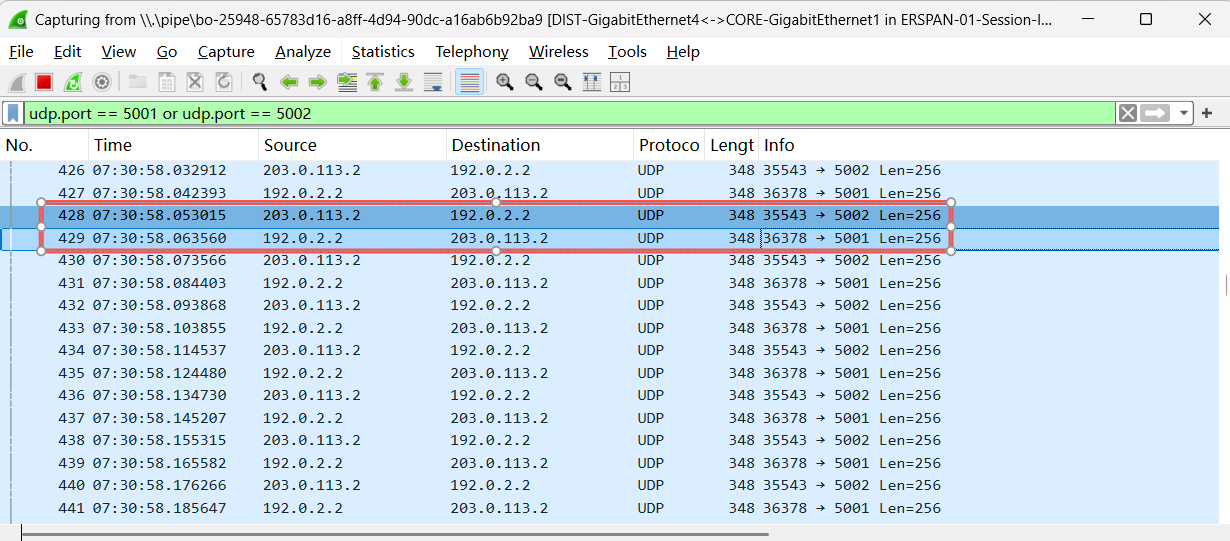 Capturing from \\.\pipe\bo-25948-65783d16-a8ff-4d94-90dc-a16ab6b92ba9 [DIST-GigabitEthernet4<->CORE-GigabitEthernet1 in ERSPAN-01-Session-I...
File Edit View Go Capture Analyze Statistics Telephony Wireless Tools Help
udp.port == 5001 or udp.port == 5002
No. Time Source Destination Protoco Lengt Info
426 07:30:58.032912 203.0.113.2 192.0.2.2 UDP 348 35543 → 5002 Len=256
427 07:30:58.042393 192.0.2.2 203.0.113.2 UDP 348 36378 → 5001 Len=256
428 07:30:58.053015 203.0.113.2 192.0.2.2 UDP 348 35543 → 5002 Len=256
429 07:30:58.063560 192.0.2.2 203.0.113.2 UDP 348 36378 → 5001 Len=256
430 07:30:58.073566 203.0.113.2 192.0.2.2 UDP 348 35543 → 5002 Len=256
431 07:30:58.084403 192.0.2.2 203.0.113.2 UDP 348 36378 → 5001 Len=256
432 07:30:58.093868 203.0.113.2 192.0.2.2 UDP 348 35543 → 5002 Len=256
433 07:30:58.103855 192.0.2.2 203.0.113.2 UDP 348 36378 → 5001 Len=256
434 07:30:58.114537 203.0.113.2 192.0.2.2 UDP 348 35543 → 5002 Len=256
435 07:30:58.124480 192.0.2.2 203.0.113.2 UDP 348 36378 → 5001 Len=256
436 07:30:58.134730 203.0.113.2 192.0.2.2 UDP 348 35543 → 5002 Len=256
437 07:30:58.145207 192.0.2.2 203.0.113.2 UDP 348 36378 → 5001 Len=256
438 07:30:58.155315 203.0.113.2 192.0.2.2 UDP 348 35543 → 5002 Len=256
439 07:30:58.165582 192.0.2.2 203.0.113.2 UDP 348 36378 → 5001 Len=256
440 07:30:58.176266 203.0.113.2 192.0.2.2 UDP 348 35543 → 5002 Len=256
441 07:30:58.185647 192.0.2.2 203.0.113.2 UDP 348 36378 → 5001 Len=256